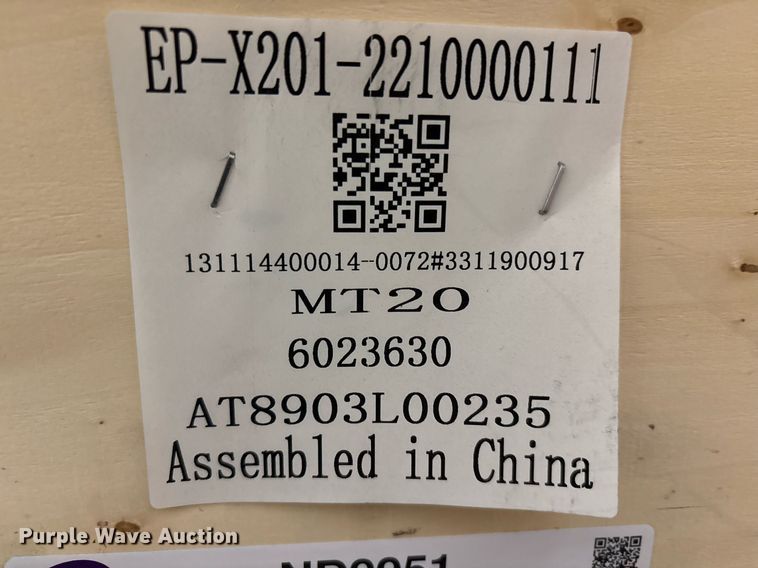 EP-X201-2210000111
131114400014--0072#3311900917
MT20
6023630
AT8903L00235
Assembled in China
Purple Wave Auction